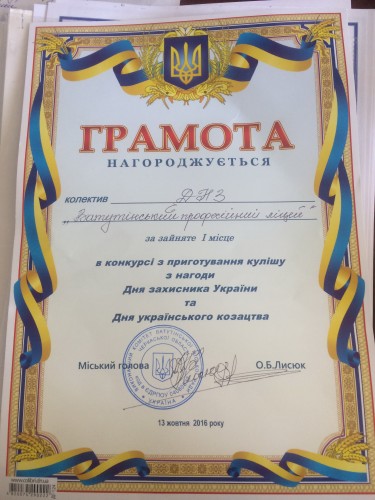 ГРАМОТА
НАГОРОДЖУЄТЬСЯ
колектив ДНЗ
„Ватутінський професійний ліцей"
за зайняте І місце
в конкурсі з приготування кулішу
з нагоди
Дня захисника України
та
Дня українського козацтва
Міський голова О.Б.Лисюк
13 жовтня 2016 року